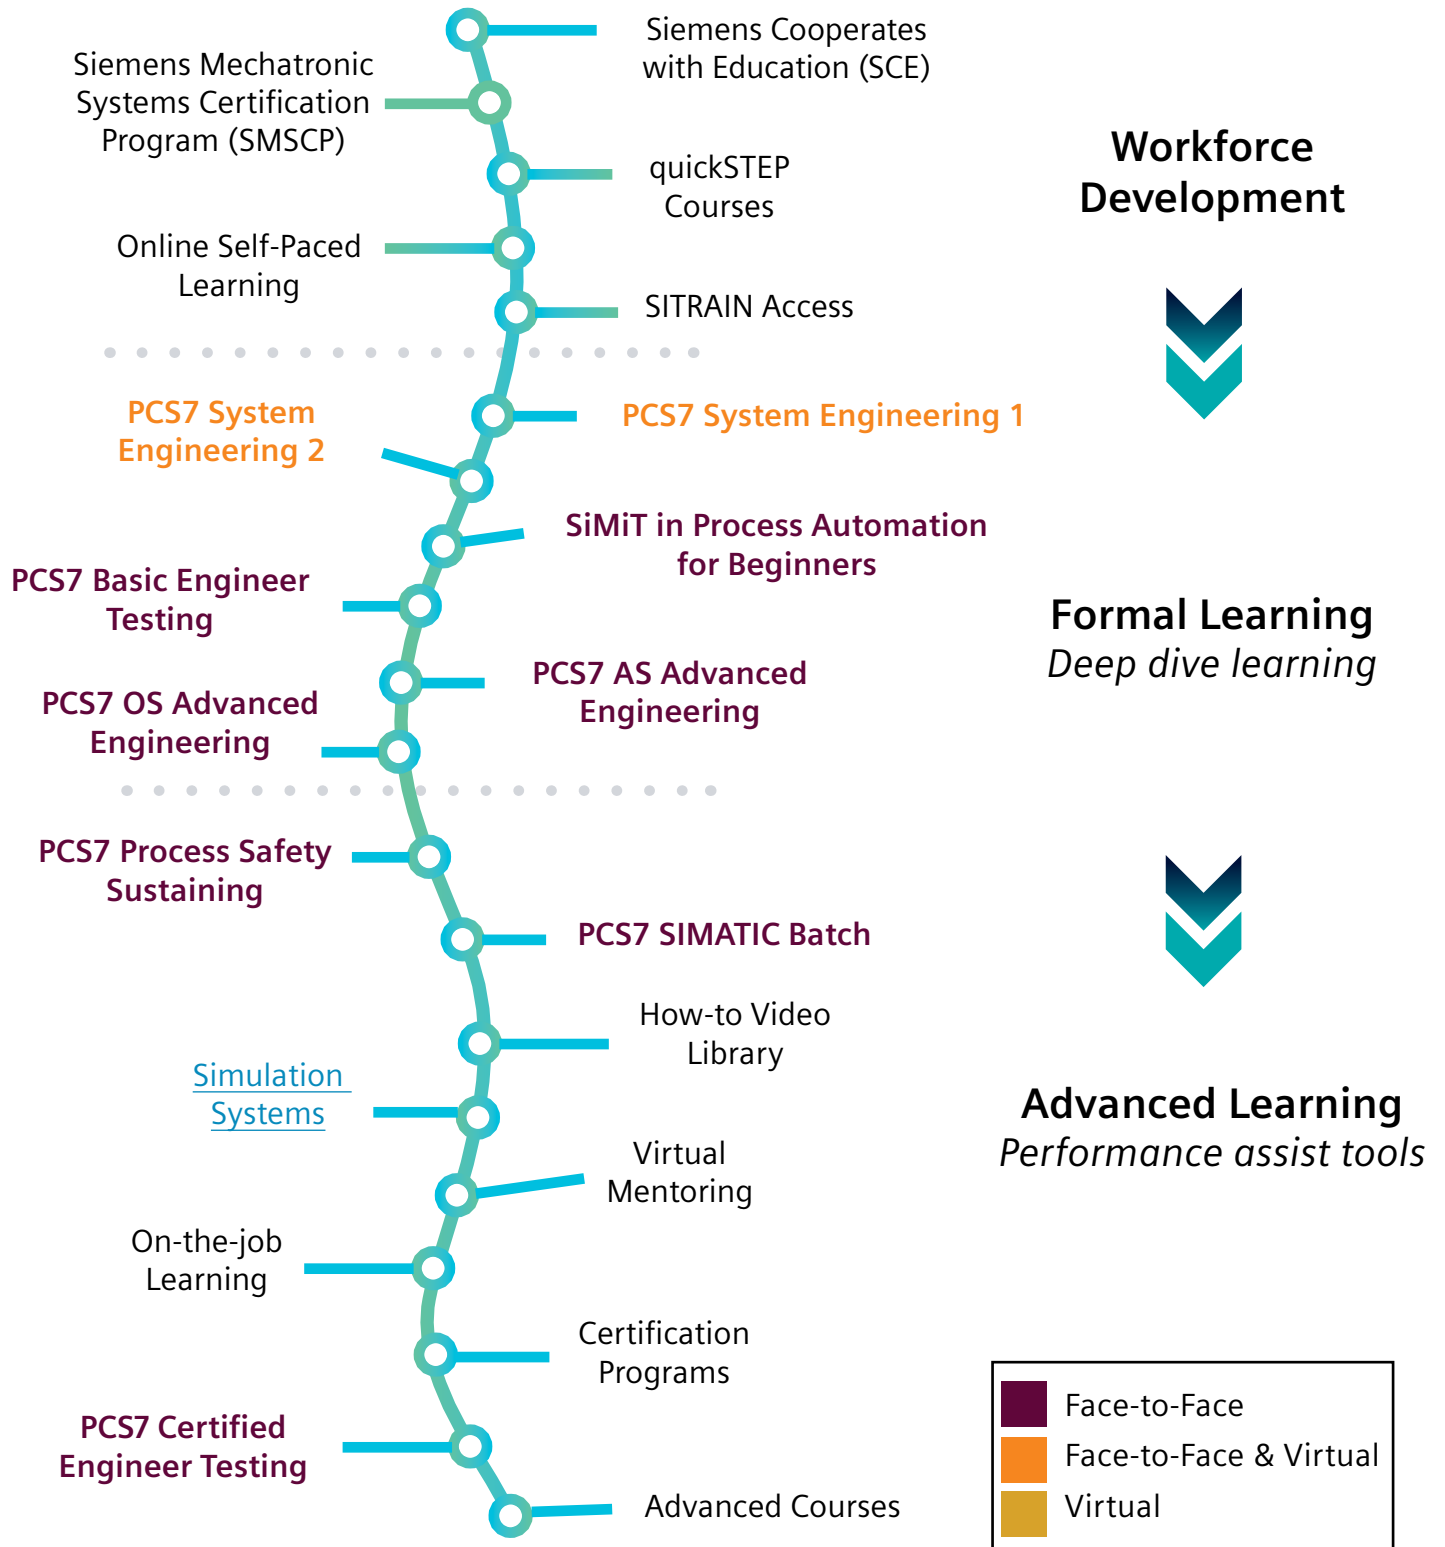 Siemens Cooperates
with Education (SCE)
Siemens Mechatronic
Systems Certification
Program (SMSCP)
quickSTEP
Courses
Online Self-Paced
Learning
SITRAIN Access
Workforce
Development
PCS7 System Engineering 1
PCS7 System
Engineering 2
SiMiT in Process Automation
for Beginners
PCS7 Basic Engineer
Testing
PCS7 AS Advanced
Engineering
PCS7 OS Advanced
Engineering
Formal Learning
Deep dive learning
PCS7 Process Safety
Sustaining
PCS7 SIMATIC Batch
How-to Video
Library
Simulation
Systems
Virtual
Mentoring
On-the-job
Learning
Certification
Programs
PCS7 Certified
Engineer Testing
Advanced Courses
Advanced Learning
Performance assist tools
Face-to-Face
Face-to-Face & Virtual
Virtual